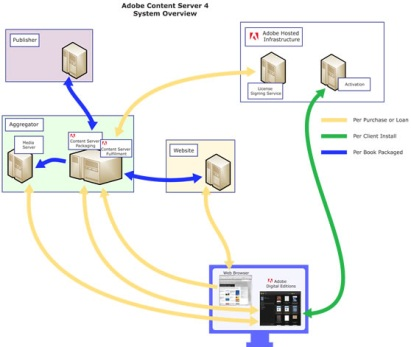 Adobe Content Server 4
System Overview
Publisher
Adobe Hosted
Infrastructure
License
Signing Service
Activation
Per Purchase or Loan
Per Client Install
Per Book Packaged
Aggregator
Media
Server
Content Server
Packaging
Content Server
Fulfilment
Website
Web Browser
Adobe
Digital Editions